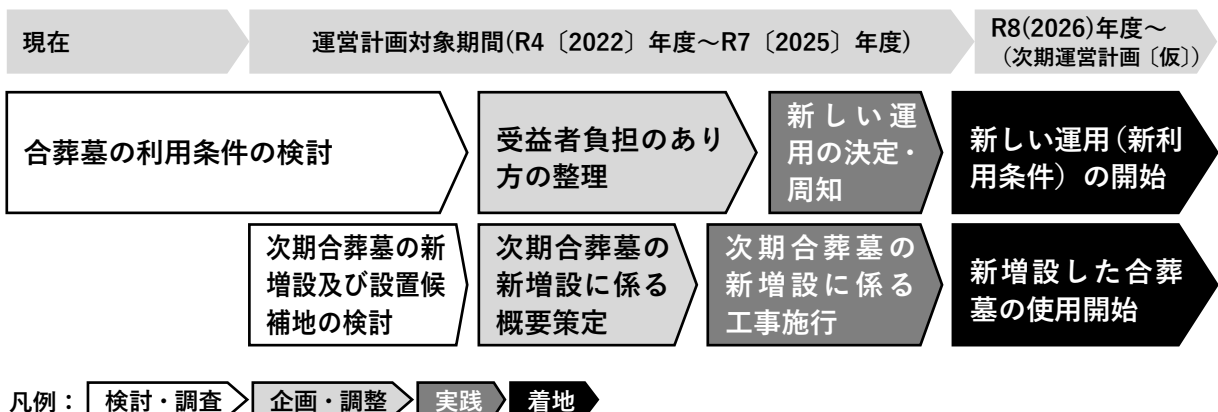 現在
運営計画対象期間(R4〔2022〕年度～R7〔2025〕年度)
R8(2026)年度～
（次期運営計画〔仮〕）
合葬墓の利用条件の検討
受益者負担のあり
方の整理
新しい運
用の決定・
周知
新しい運用（新利
用条件）の開始
次期合葬墓の新
増設及び設置候
補地の検討
次期合葬墓の
新増設に係る
概要策定
次期合葬墓の
新増設に係る
工事施行
新増設した合葬
墓の使用開始
凡例： 検討・調査 企画・調整 実践 着地